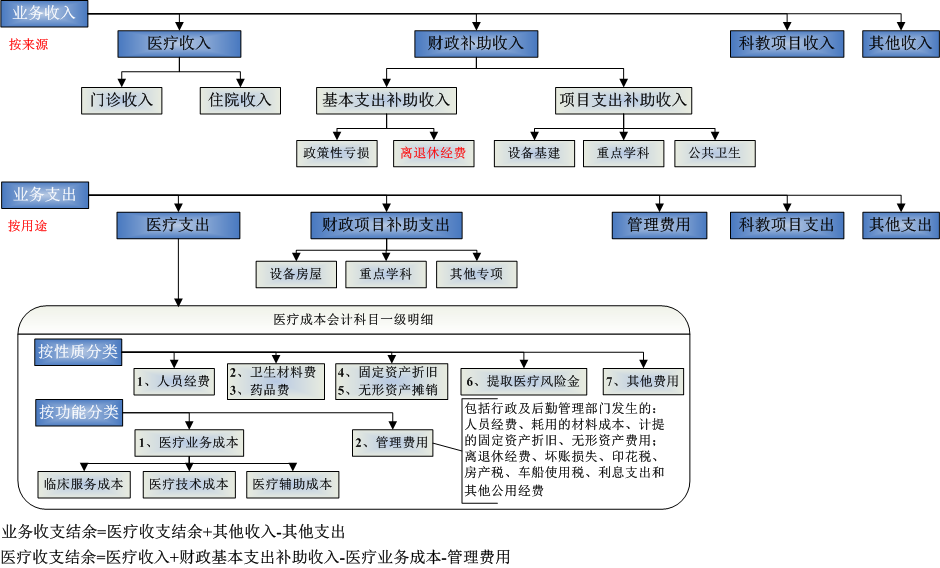 业务收入
按来源
医疗收入
财政补助收入
科教项目收入
其他收入
门诊收入
住院收入
基本支出补助收入
项目支出补助收入
政策性亏损
离退休经费
设备基建
重点学科
公共卫生
业务支出
按用途
医疗支出
财政项目补助支出
管理费用
科教项目支出
其他支出
设备房屋
重点学科
其他专项
医疗成本会计科目一级明细
按性质分类
1、人员经费
2、卫生材料费
3、药品费
4、固定资产折旧
5、无形资产摊销
6、提取医疗风险金
7、其他费用
按功能分类
1、医疗业务成本
2、管理费用
包括行政及后勤管理部门发生的：
人员经费、耗用的材料成本、计提
的固定资产折旧、无形资产费用；
离退休经费、坏账损失、印花税、
房产税、车船使用税、利息支出和
其他公用经费
临床服务成本
医疗技术成本
医疗辅助成本
业务收支结余=医疗收支结余+其他收入-其他支出
医疗收支结余=医疗收入+财政基本支出补助收入-医疗业务成本-管理费用